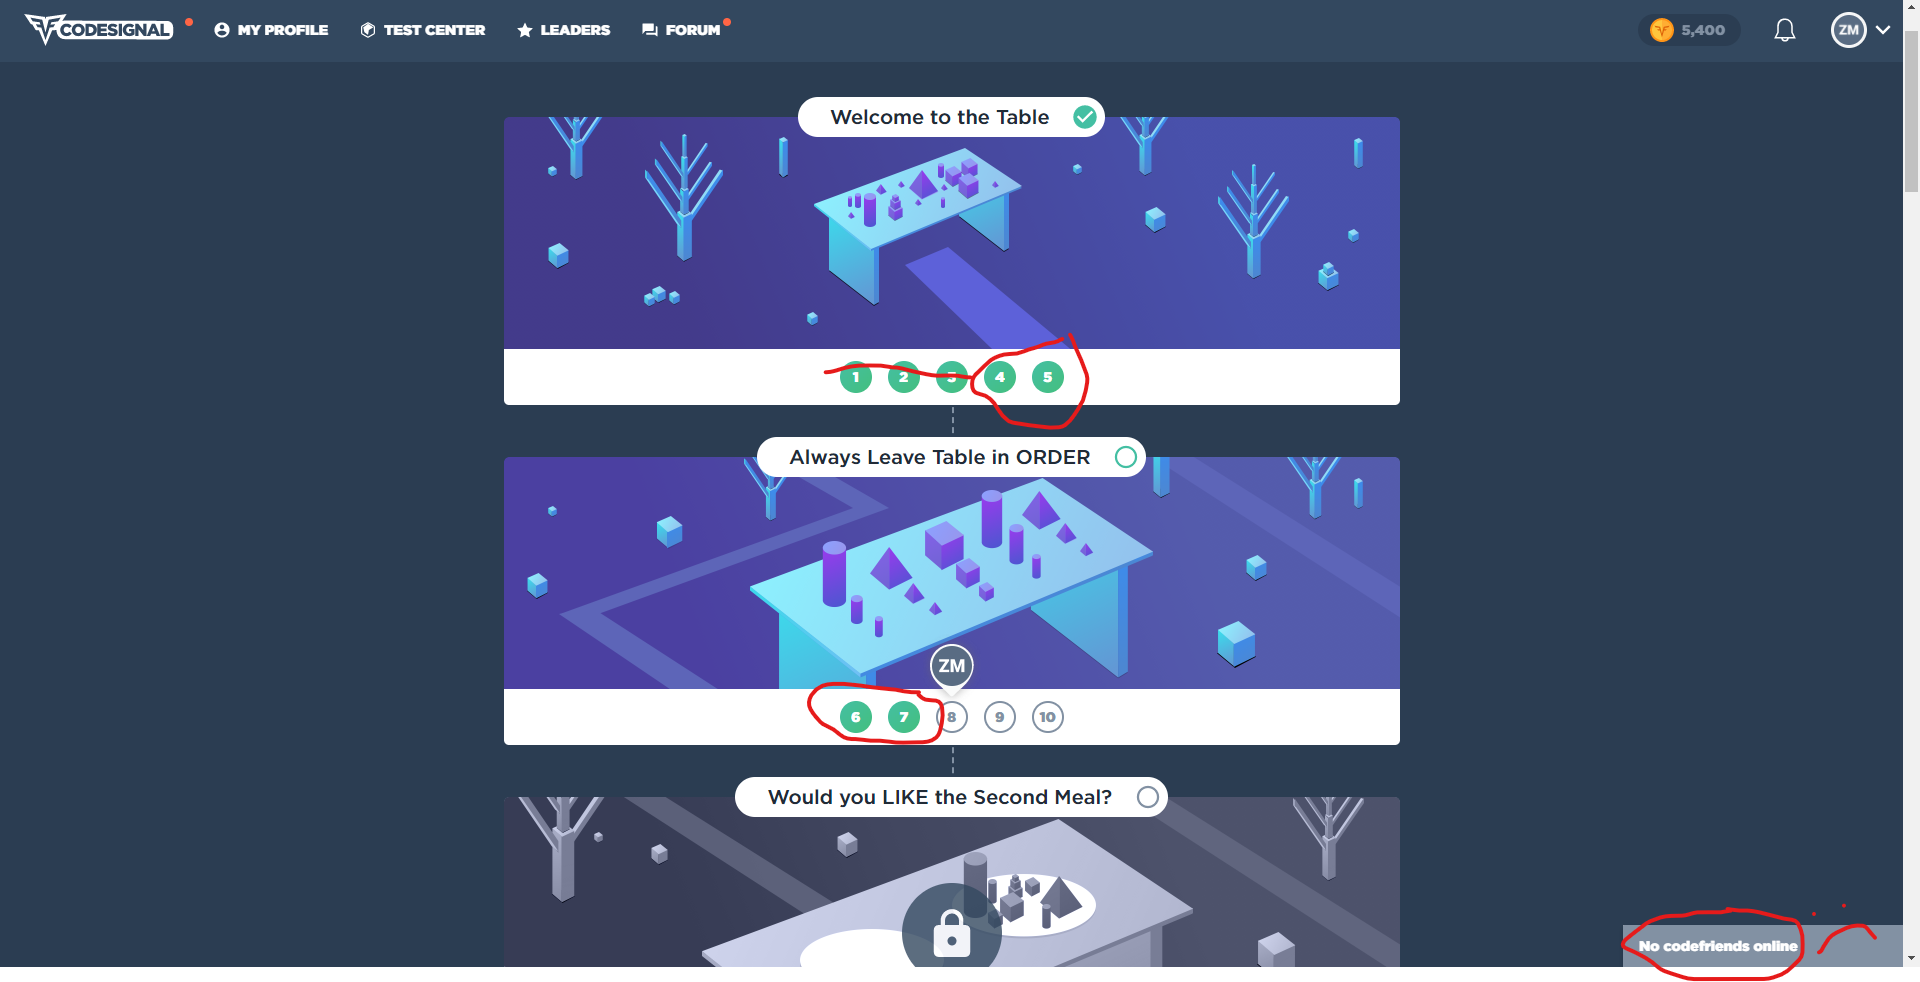 CODESIGNAL MY PROFILE TEST CENTER LEADERS FORUM 5,400 ZM
Welcome to the Table
1 2 3 4 5
Always Leave Table in ORDER
ZM
6 7 8 9 10
Would you LIKE the Second Meal?
No codefriends online